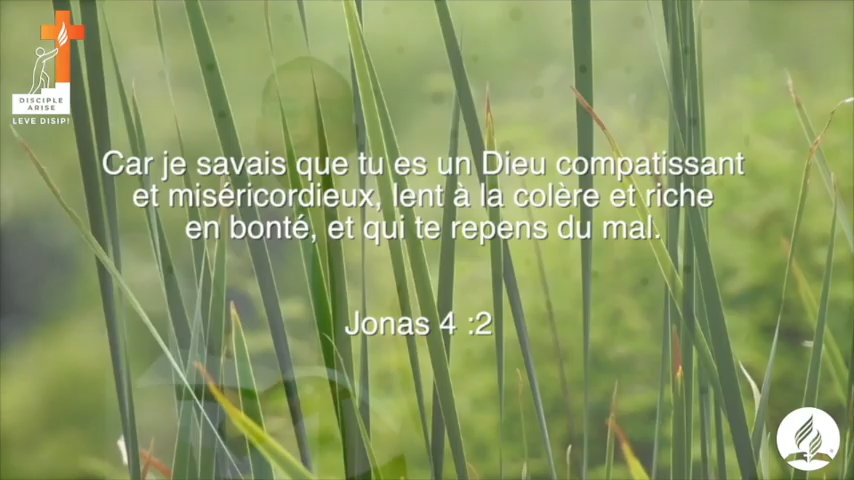 DISCIPLE
ARISE
LEVE DISIP!
Car je savais que tu es un Dieu compatissant
et miséricordieux, lent à la colère et riche
en bonté, et qui te repens du mal.
Jonas 4 :2